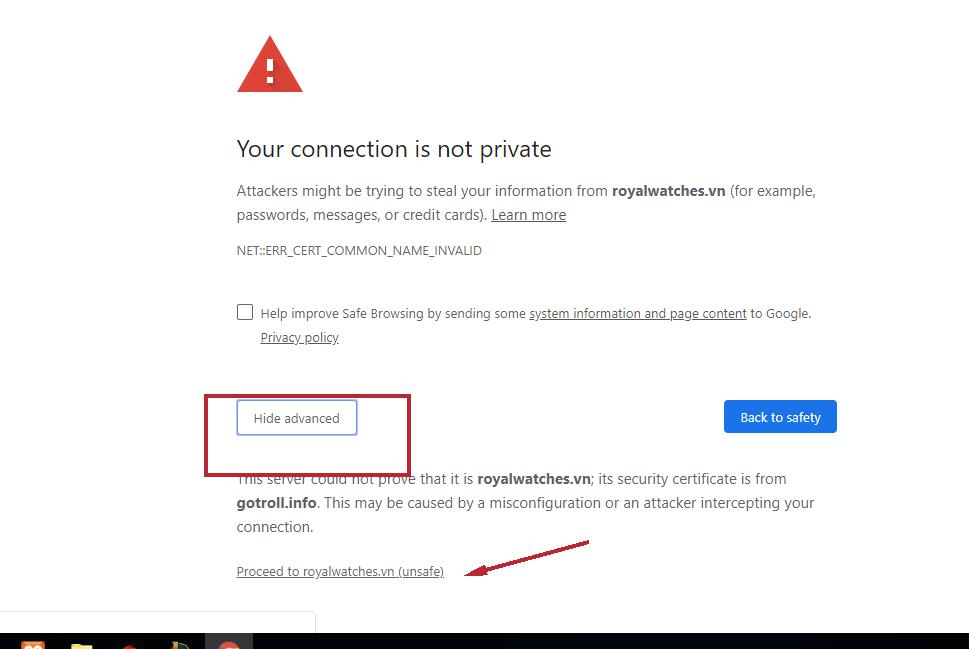 Your connection is not private
Attackers might be trying to steal your information from royalwatches.vn (for example,
passwords, messages, or credit cards). Learn more
NET::ERR_CERT_COMMON_NAME_INVALID
Help improve Safe Browsing by sending some system information and page content to Google.
Privacy policy
Hide advanced
Back to safety
This server could not prove that it is royalwatches.vn; its security certificate is from
gotroll.info. This may be caused by a misconfiguration or an attacker intercepting your
connection.
Proceed to royalwatches.vn (unsafe)